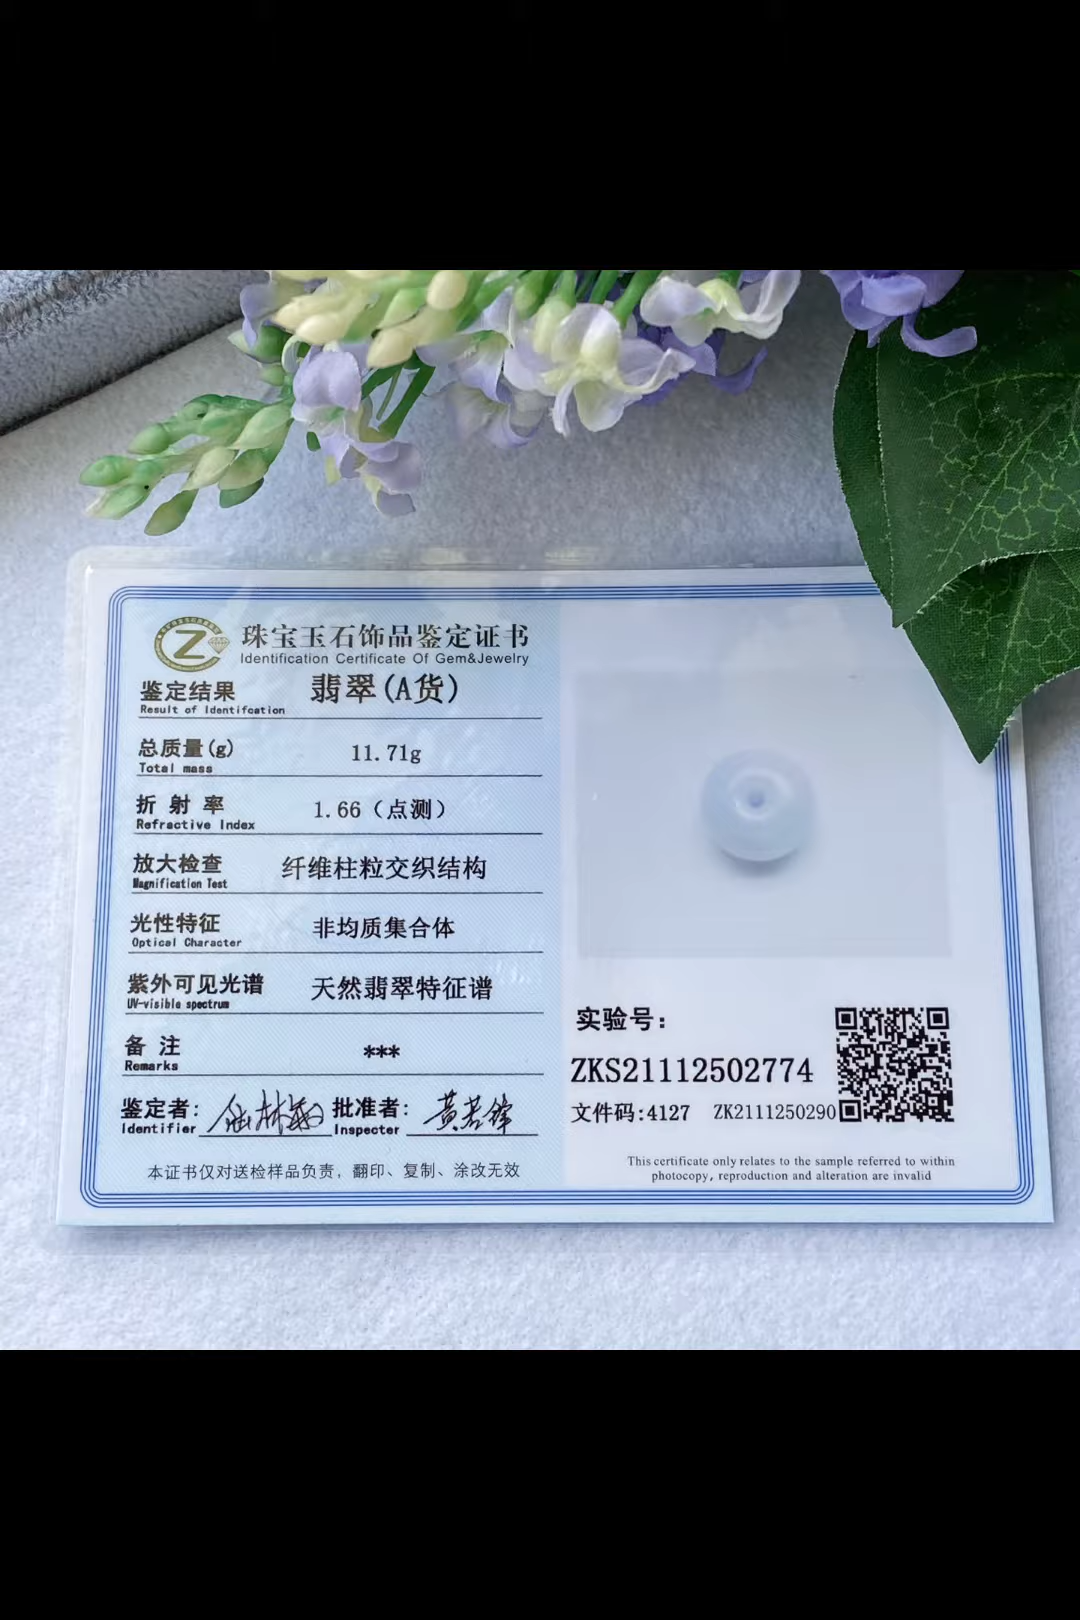 珠宝玉石饰品鉴定证书
Identification Certificate Of Gem&Jewelry
鉴定结果 翡翠(A货)
Result of Identifcation
总质量(g) 11.71g
Total mass
折射率 1.66（点测）
Refractive Index
放大检查 纤维柱粒交织结构
Magnification Test
光性特征 非均质集合体
Optical Character
紫外可见光谱 天然翡翠特征谱
UV-visible spectrum
备注 ***
Remarks
鉴定者: 批准者: 黄若锋
Identifier Inspecter
本证书仅对送检样品负责，翻印、复制、涂改无效
实验号:
ZKS21112502774
文件码:4127 ZK2111250290
This certificate only relates to the sample referred to within
photocopy, reproduction and alteration are invalid